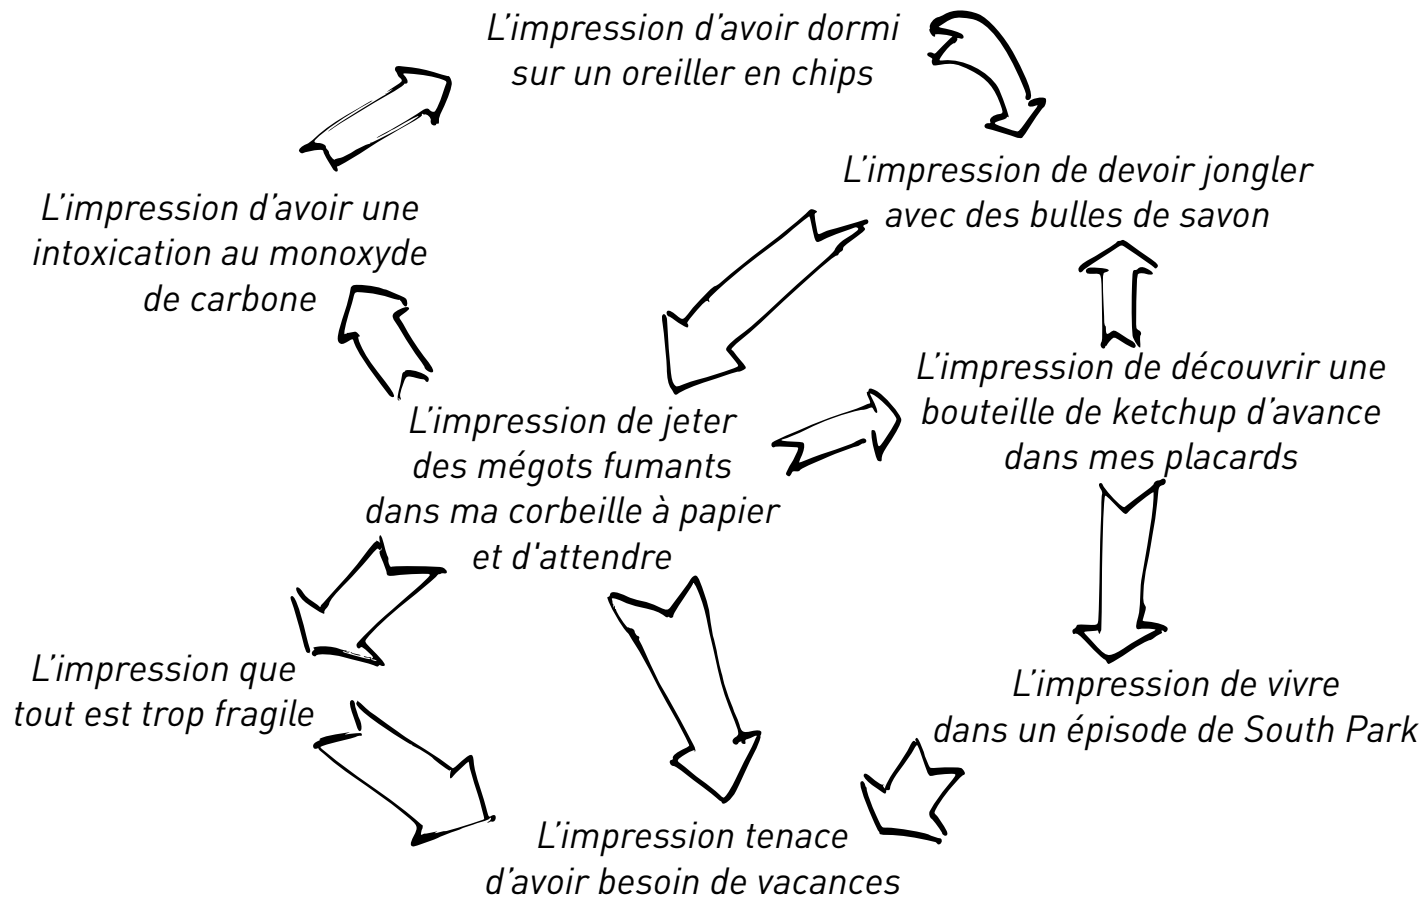 L'impression d'avoir dormi
sur un oreiller en chips
L'impression de devoir jongler
avec des bulles de savon
L'impression d'avoir une
intoxication au monoxyde
de carbone
L'impression de découvrir une
bouteille de ketchup d'avance
dans mes placards
L'impression de jeter
des mégots fumants
dans ma corbeille à papier
et d'attendre
L'impression que
tout est trop fragile
L'impression de vivre
dans un épisode de South Park
L'impression tenace
d'avoir besoin de vacances